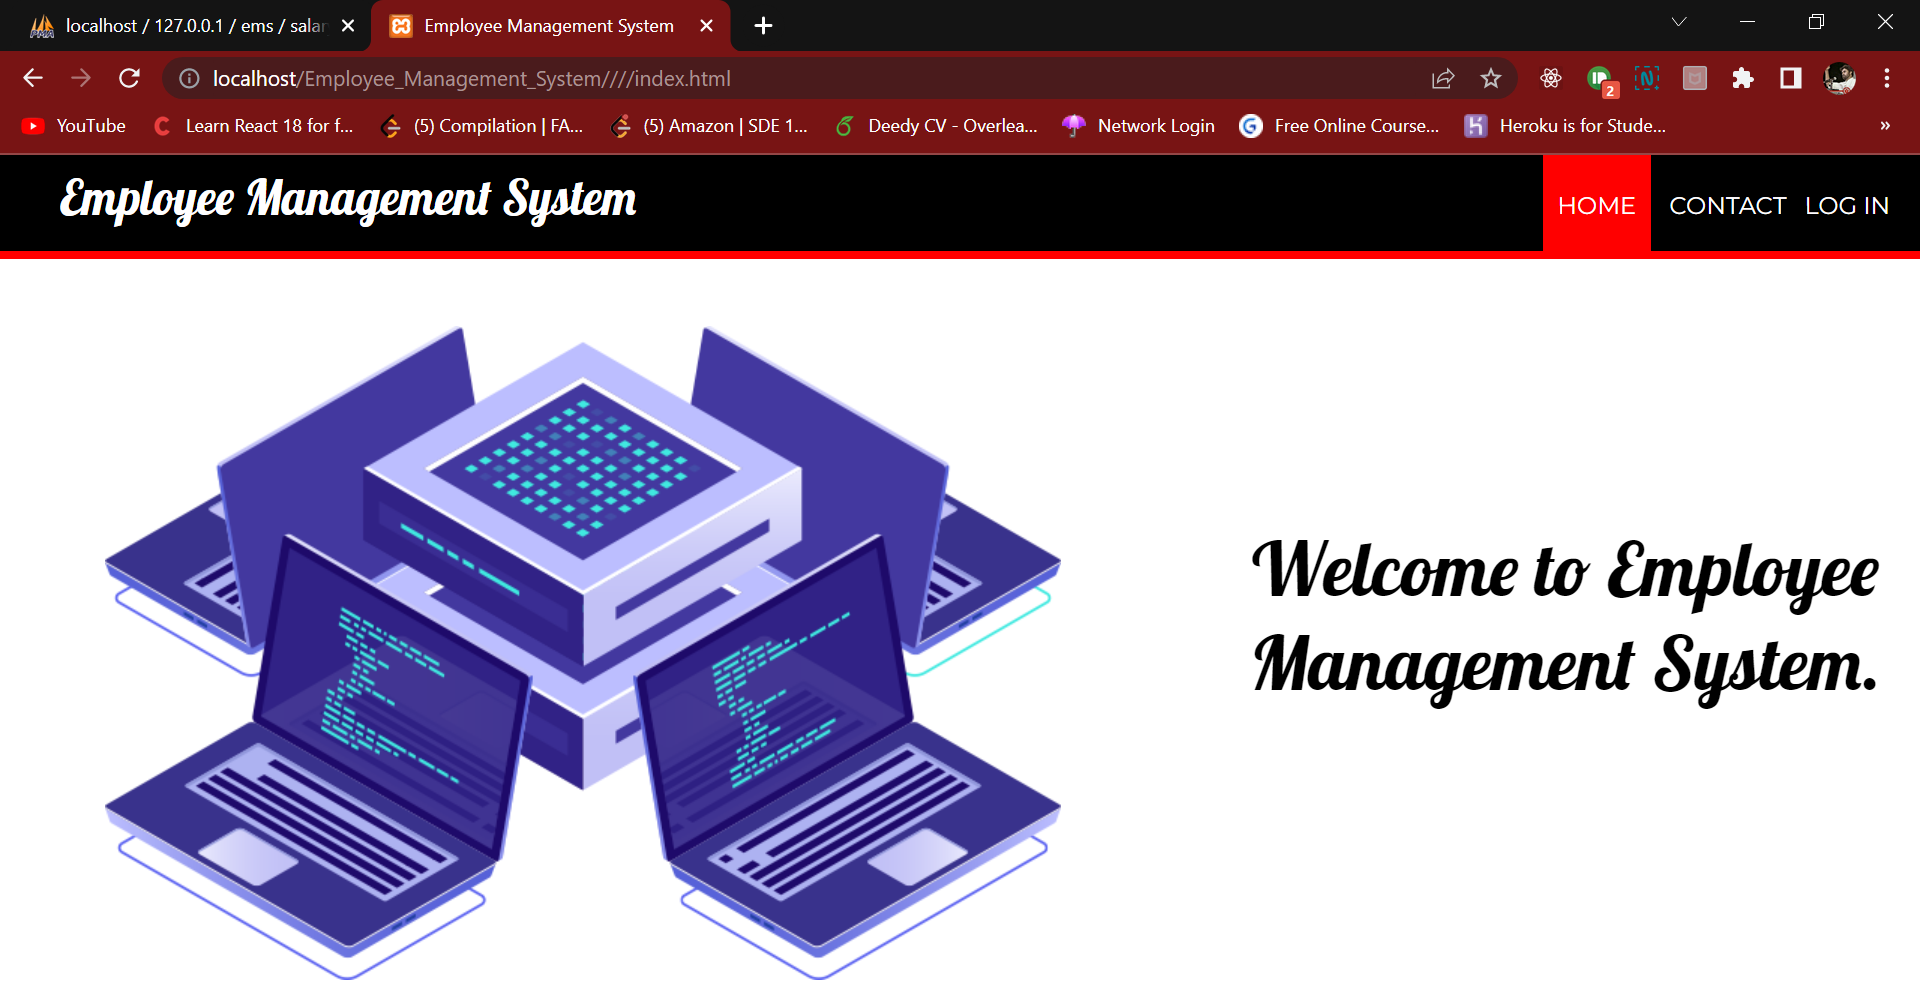 localhost / 127.0.0.1 / ems / salar
Employee Management System
localhost/Employee_Management_System////index.html
2
YouTube
Learn React 18 for f...
(5) Compilation | FA...
(5) Amazon | SDE 1...
Deedy CV - Overlea...
Network Login
Free Online Course...
Heroku is for Stude...
»
Employee Management System
HOME CONTACT LOG IN
Welcome to Employee
Management System.